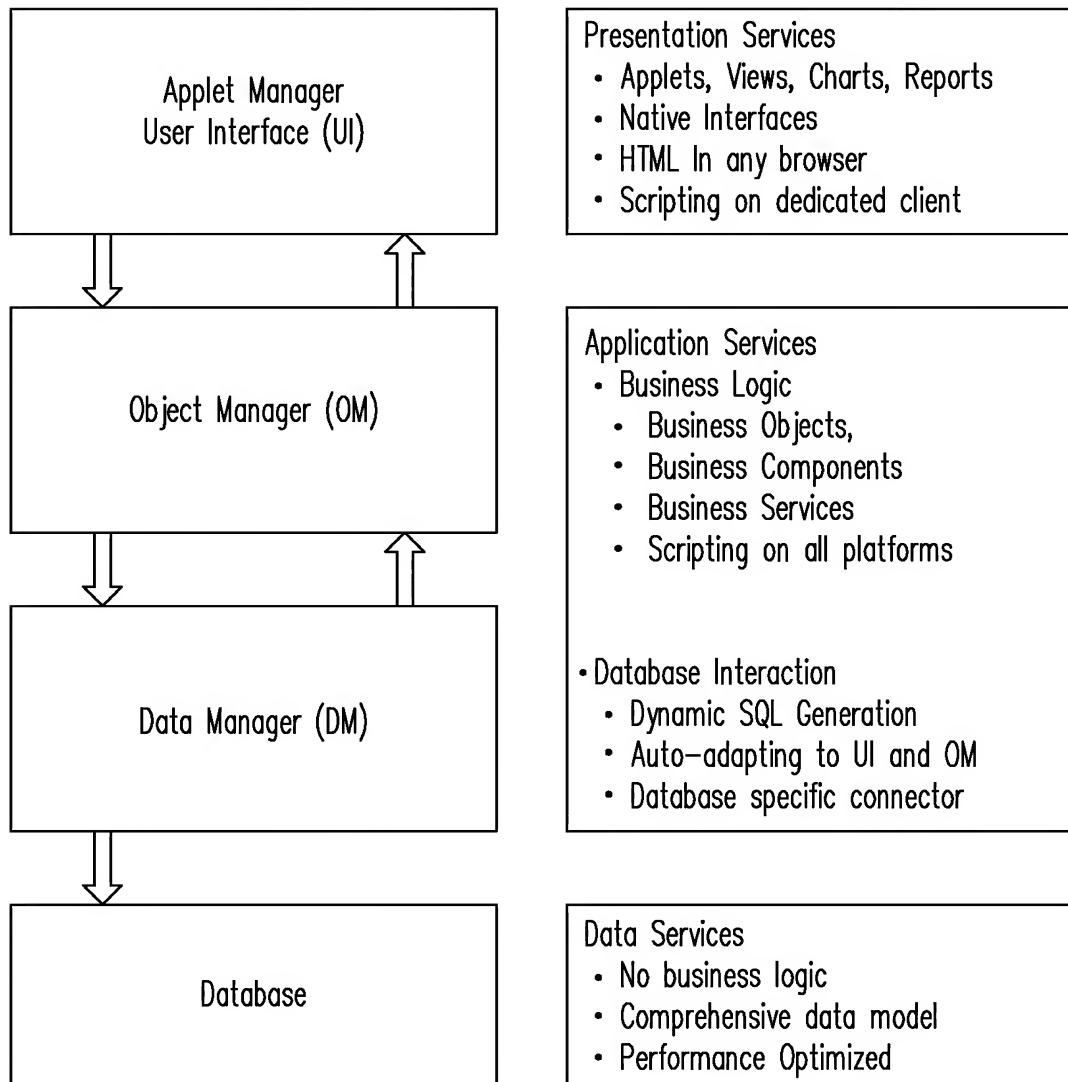 Applet Manager
User Interface (UI)
Presentation Services
• Applets, Views, Charts, Reports
• Native Interfaces
• HTML In any browser
• Scripting on dedicated client
Object Manager (OM)
Application Services
• Business Logic
• Business Objects,
• Business Components
• Business Services
• Scripting on all platforms
Data Manager (DM)
• Database Interaction
• Dynamic SQL Generation
• Auto-adapting to UI and OM
• Database specific connector
Database
Data Services
• No business logic
• Comprehensive data model
• Performance Optimized